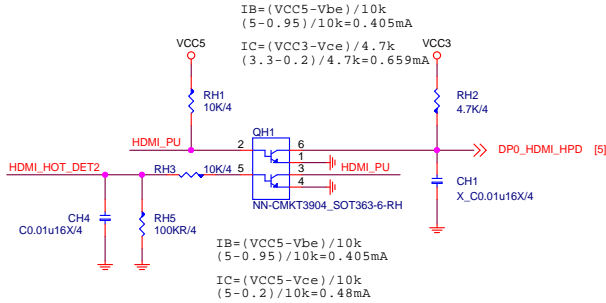 IB=(VCC5-Vbe)/10k
(5-0.95)/10k=0.405mA
IC=(VCC3-Vce)/4.7k
(3.3-0.2)/4.7k=0.659mA
VCC5
VCC3
RH1
10K/4
RH2
4.7K/4
HDMI_PU
QH1
2
6
DP0_HDMI_HPD [5]
1
HDMI_HOT_DET2
RH3
10K/4
5
3
HDMI_PU
4
CH1
X_C0.01u16X/4
NN-CMKT3904_SOT363-6-RH
CH4
C0.01u16X/4
RH5
100KR/4
IB=(VCC5-Vbe)/10k
(5-0.95)/10k=0.405mA
IC=(VCC5-Vce)/10k
(5-0.2)/10k=0.48mA